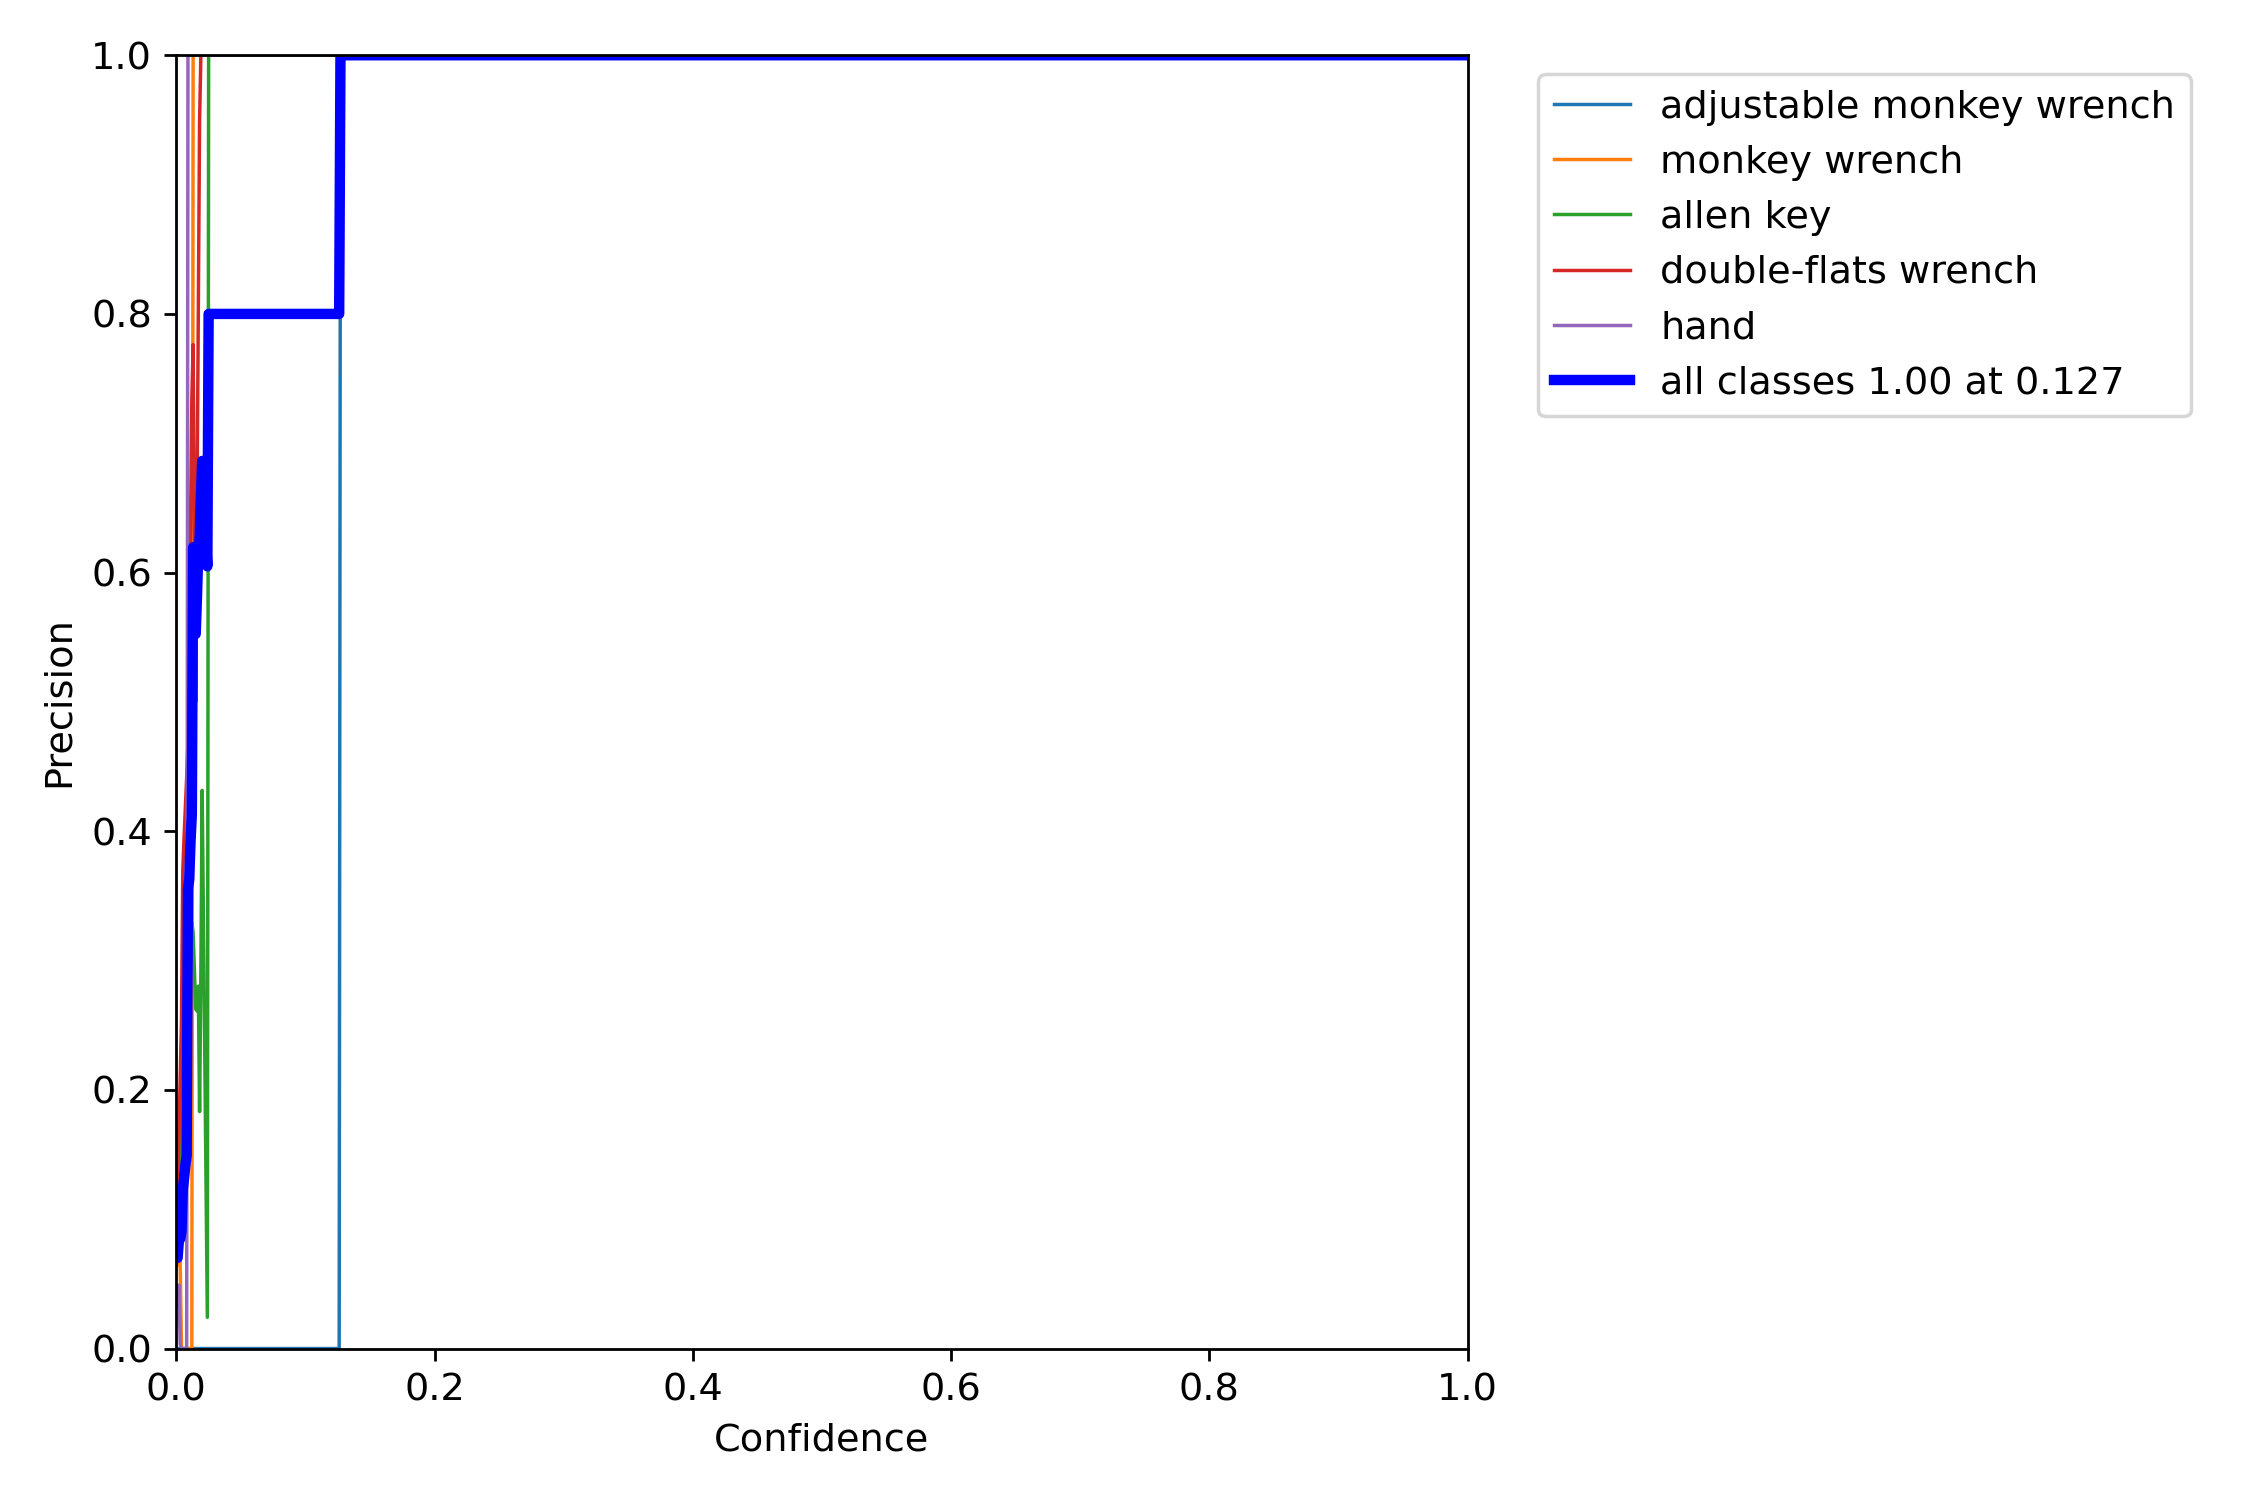 1.0
0.8
0.6
0.4
0.2
0.0
Precision
0.0 0.2 0.4 0.6 0.8 1.0
Confidence
adjustable monkey wrench
monkey wrench
allen key
double-flats wrench
hand
all classes 1.00 at 0.127